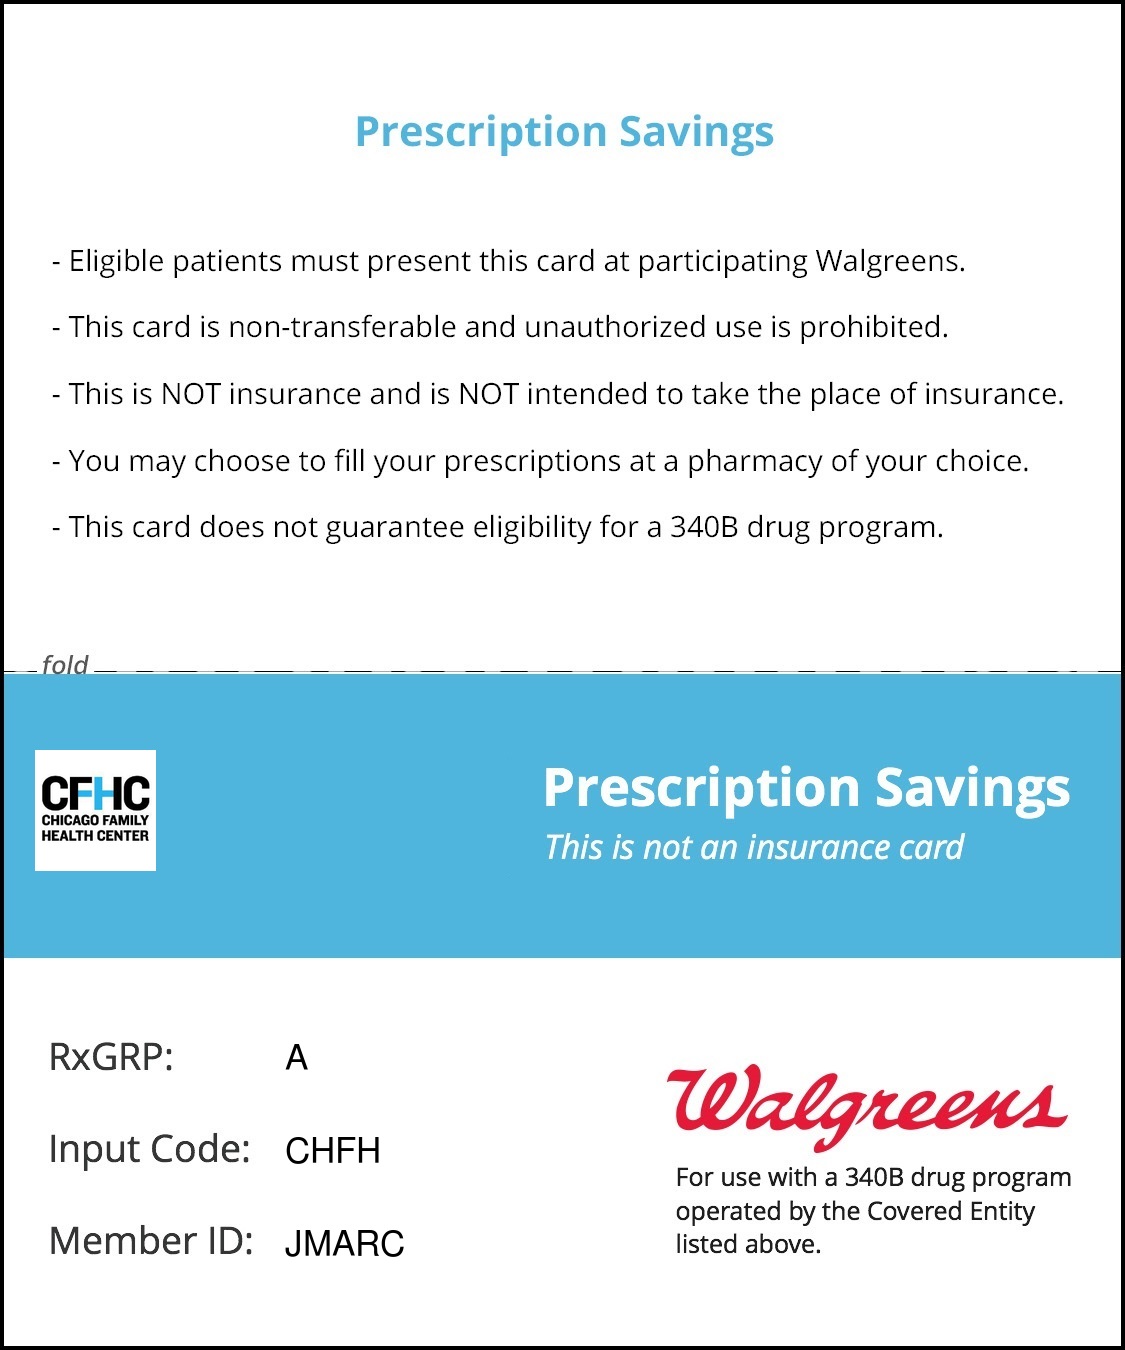 Prescription Savings
- Eligible patients must present this card at participating Walgreens.
- This card is non-transferable and unauthorized use is prohibited.
- This is NOT insurance and is NOT intended to take the place of insurance.
- You may choose to fill your prescriptions at a pharmacy of your choice.
- This card does not guarantee eligibility for a 340B drug program.
fold
CFHC
CHICAGO FAMILY
HEALTH CENTER
Prescription Savings
This is not an insurance card
RxGRP: A
Input Code: CHFH
Member ID: JMARC
Walgreens
For use with a 340B drug program
operated by the Covered Entity
listed above.